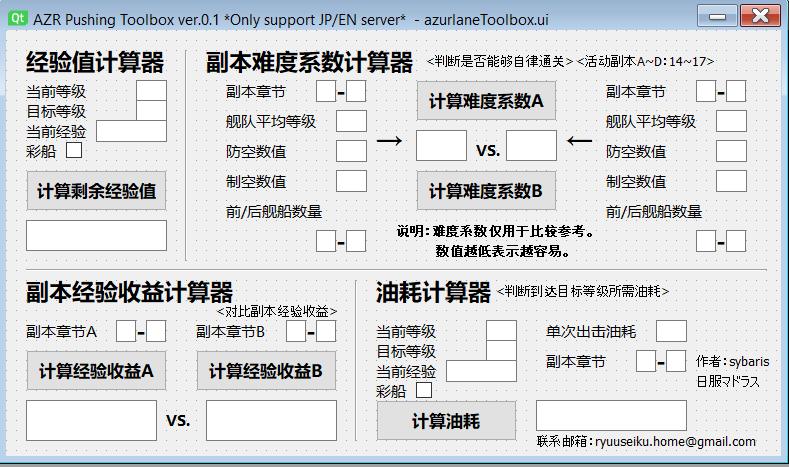 AZR Pushing Toolbox ver.0.1 *Only support JP/EN server* - azurlaneToolbox.ui
经验值计算器
当前等级
目标等级
当前经验
彩船
计算剩余经验值
副本难度系数计算器 <判断是否能够自律通关> <活动副本A~D:14~17>
副本章节 -
舰队平均等级
防空数值
制空数值
前/后舰船数量 -
计算难度系数A
→ VS. ←
计算难度系数B
副本章节 -
舰队平均等级
防空数值
制空数值
前/后舰船数量 -
说明:难度系数仅用于比较参考。
数值越低表示越容易。
副本经验收益计算器
<对比副本经验收益>
副本章节A - 副本章节B -
计算经验收益A 计算经验收益B
VS.
油耗计算器 <判断到达目标等级所需油耗>
当前等级
目标等级
当前经验
彩船
计算油耗
单次出击油耗
副本章节 -
作者:sybaris
日服マドラス
联系邮箱:ryuuseiku.home@gmail.com